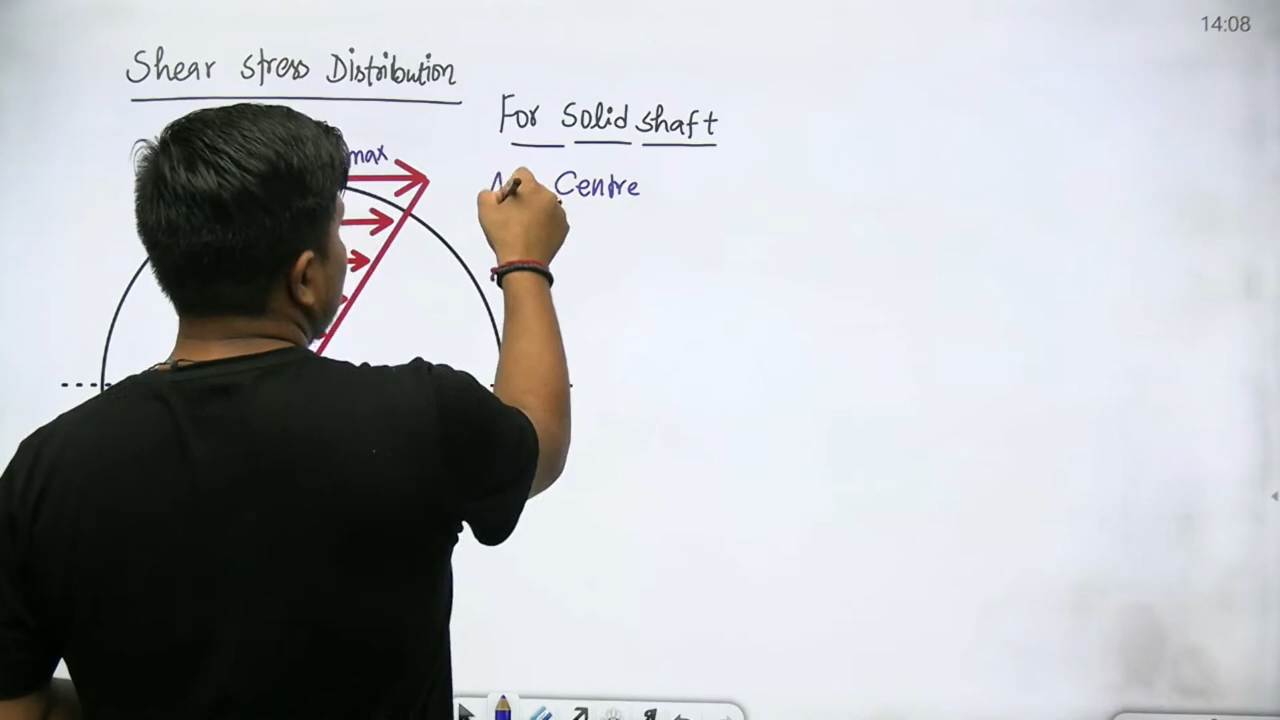 14:08
Shear stress Distribution
For Solid shaft
max
Centre